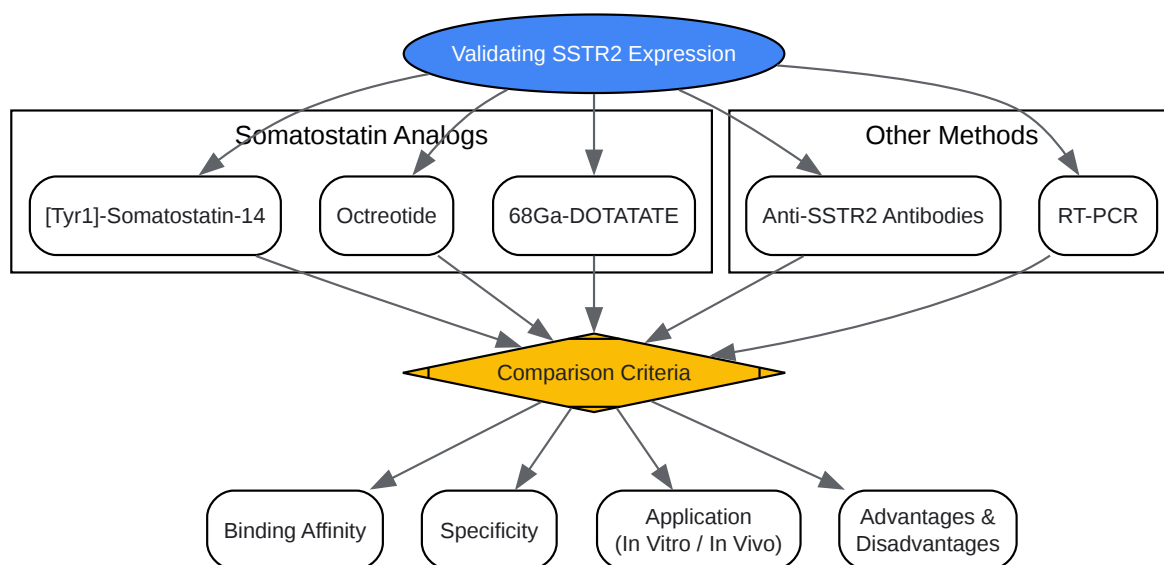 Validating SSTR2 Expression
Somatostatin Analogs
Other Methods
[Tyr1]-Somatostatin-14
Octreotide
68Ga-DOTATATE
Anti-SSTR2 Antibodies
RT-PCR
Comparison Criteria
Binding Affinity
Specificity
Application
(In Vitro / In Vivo)
Advantages &
Disadvantages